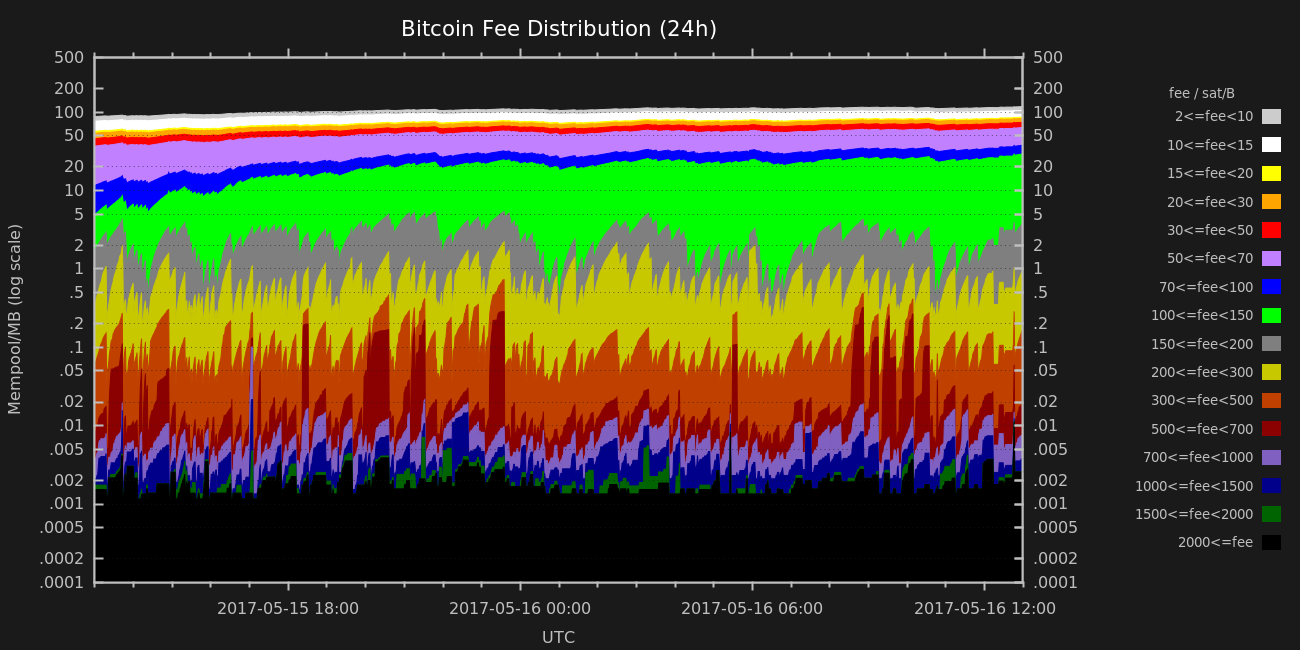 Bitcoin Fee Distribution (24h)
Mempool/MB (log scale)
500
200
100
50
20
10
5
2
1
.5
.2
.1
.05
.02
.01
.005
.002
.001
.0005
.0002
.0001
500
200
100
50
20
10
5
2
1
.5
.2
.1
.05
.02
.01
.005
.002
.001
.0005
.0002
.0001
fee / sat/B
2<=fee<10
10<=fee<15
15<=fee<20
20<=fee<30
30<=fee<50
50<=fee<70
70<=fee<100
100<=fee<150
150<=fee<200
200<=fee<300
300<=fee<500
500<=fee<700
700<=fee<1000
1000<=fee<1500
1500<=fee<2000
2000<=fee
2017-05-15 18:00 2017-05-16 00:00 2017-05-16 06:00 2017-05-16 12:00
UTC